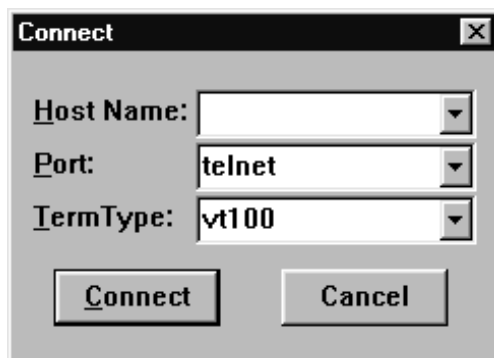 Connect
Host Name:
Port: telnet
TermType: vt100
Connect Cancel